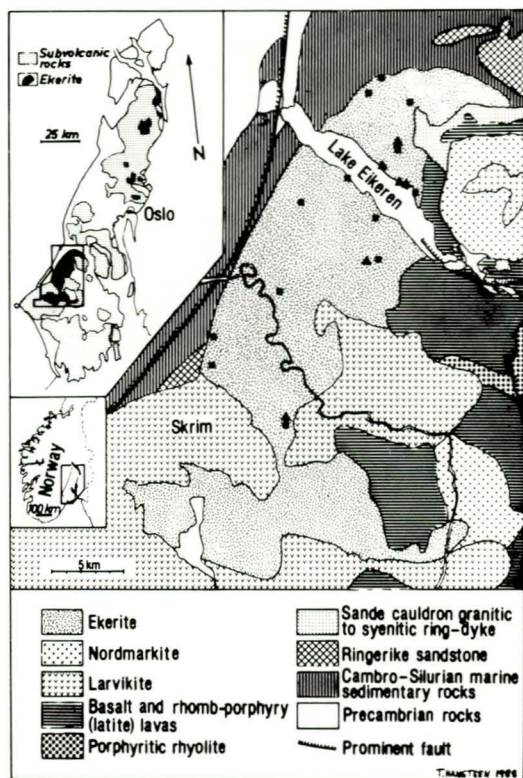 Subvolcanic
rocks
Ekerite
25 km
N
Oslo
Lake Eikeren
Skrim
Norway
100 km
5 km
Ekerite
Nordmarkite
Larvikite
Basalt and rhomb-porphyry
(latite) lavas
Porphyritic rhyolite
Sande cauldron granitic
to syenitic ring-dyke
Ringerike sandstone
Cambro-Silurian marine
sedimentary rocks
Precambrian rocks
Prominent fault